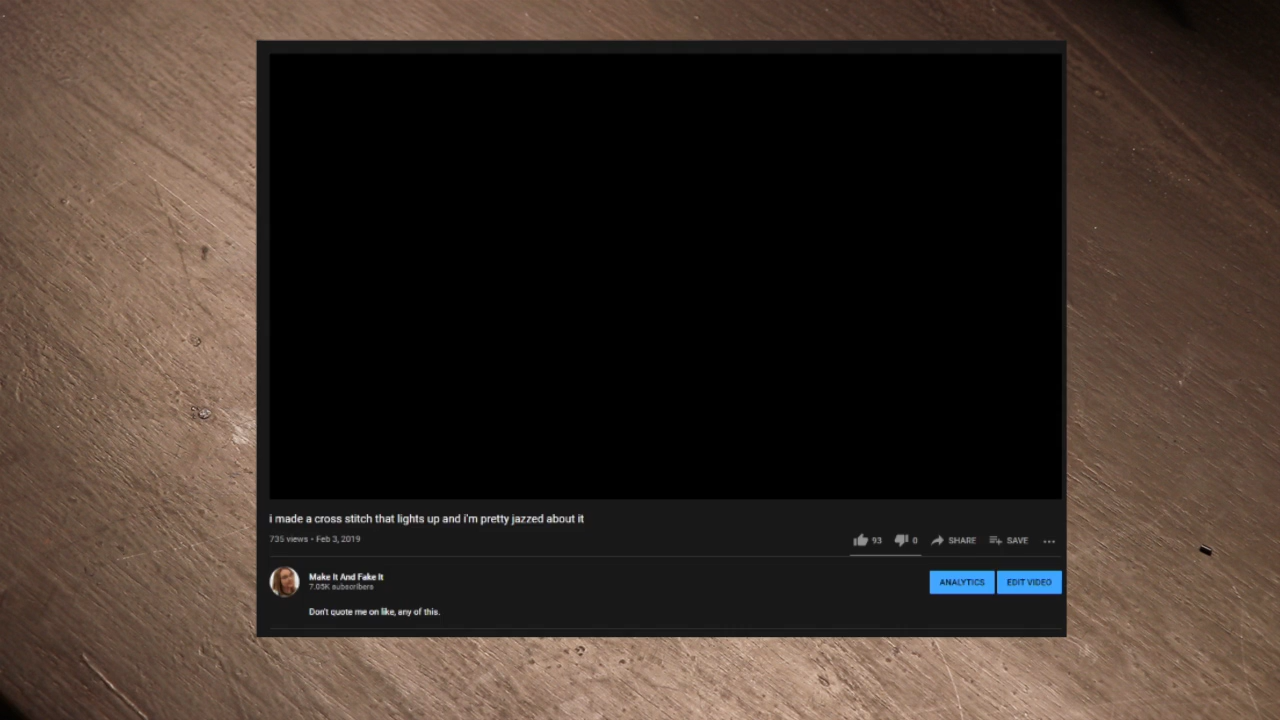 i made a cross stitch that lights up and i'm pretty jazzed about it
735 views • Feb 3, 2019
93 0 SHARE SAVE
Make It And Fake It
7.05K subscribers
ANALYTICS EDIT VIDEO
Don't quote me on like, any of this.